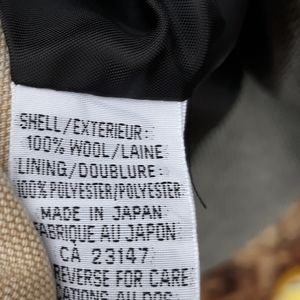 SHELL/EXTERIEUR:
100% WOOL/LAINE
LINING/DOUBLURE:
100% POLYESTER/POLYESTER
MADE IN JAPAN
FABRIQUE AU JAPON
CA 23147
REVERSE FOR CARE